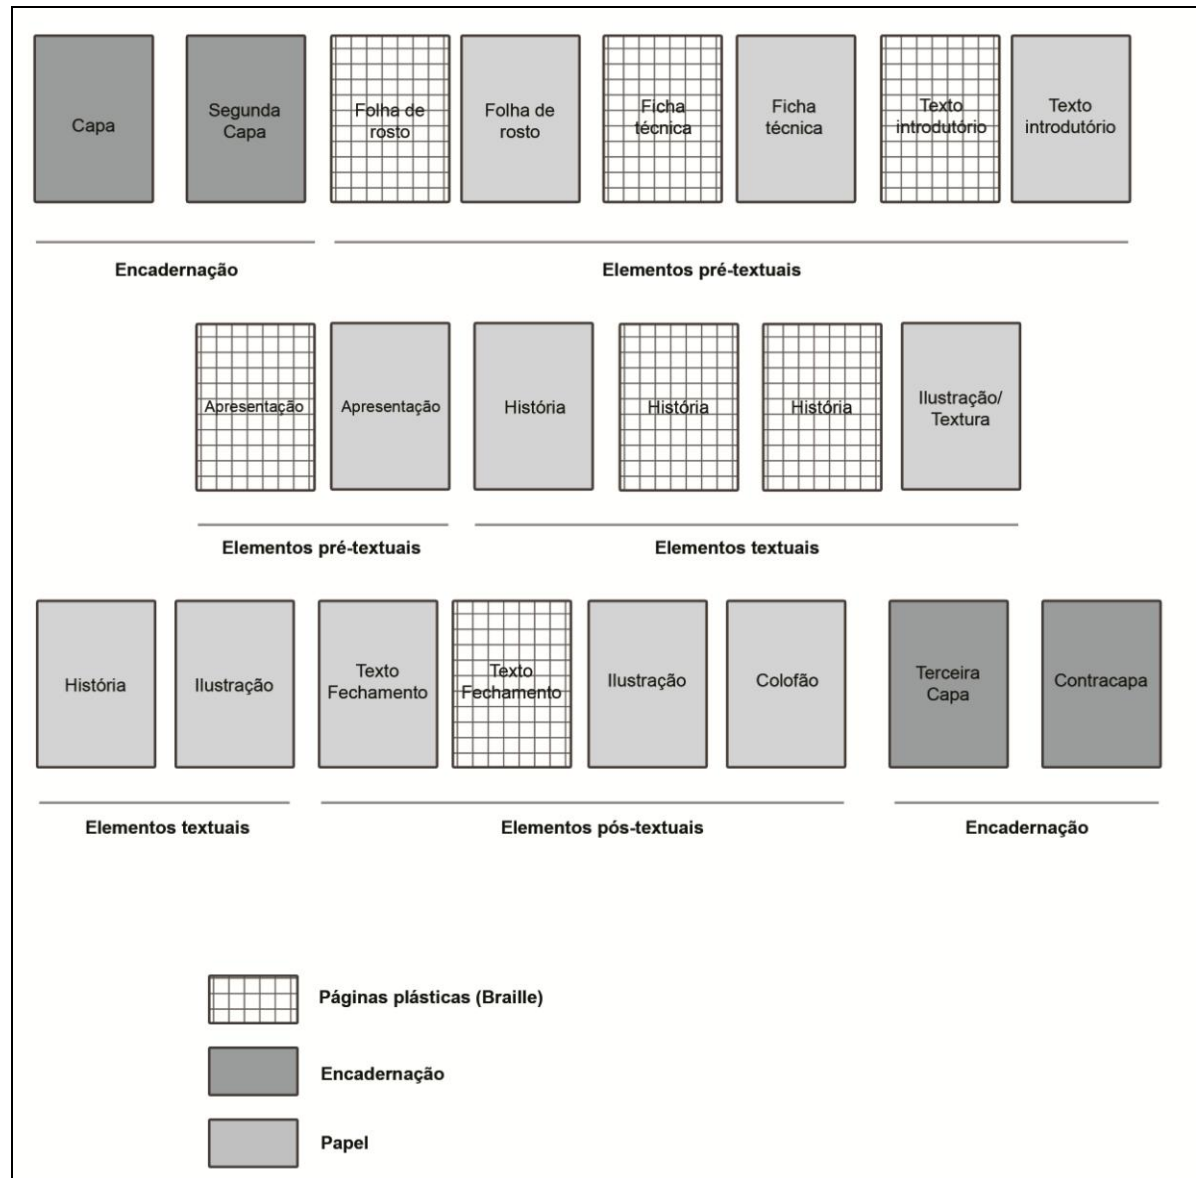 Capa
Segunda
Capa
Folha de
rosto
Folha de
rosto
Ficha
técnica
Ficha
técnica
Texto
introdutório
Texto
introdutório
Encadernação
Elementos pré-textuais
Apresentação
Apresentação
História
História
História
Ilustração/
Textura
Elementos pré-textuais
Elementos textuais
História
Ilustração
Texto
Fechamento
Texto
Fechamento
Ilustração
Colofão
Terceira
Capa
Contracapa
Elementos textuais
Elementos pós-textuais
Encadernação
Páginas plásticas (Braille)
Encadernação
Papel